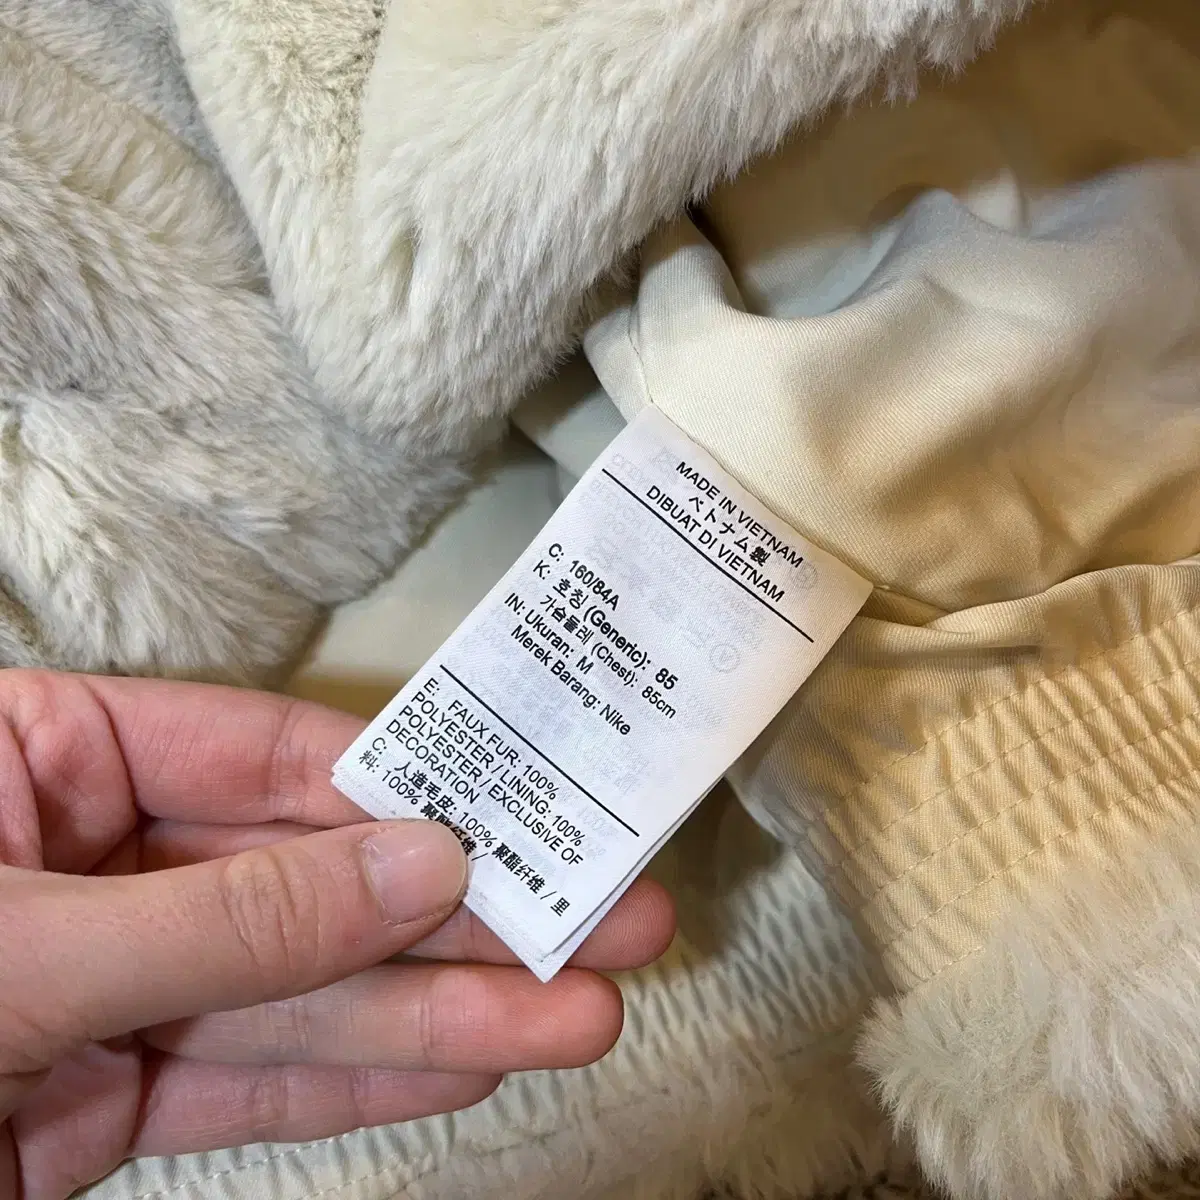 MADE IN VIETNAM
ベトナム製
DIBUAT DI VIETNAM
C: 160/84A
K: 호칭 (Generic): 85
가슴둘레 (Chest): 85cm
IN: Ukuran: M
Merek Barang: Nike
E: FAUX FUR: 100%
POLYESTER / LINING: 100%
POLYESTER / EXCLUSIVE OF
DECORATION
C: 人造毛皮: 100% 聚酯纤维 / 里
料: 100% 聚酯纤维 /